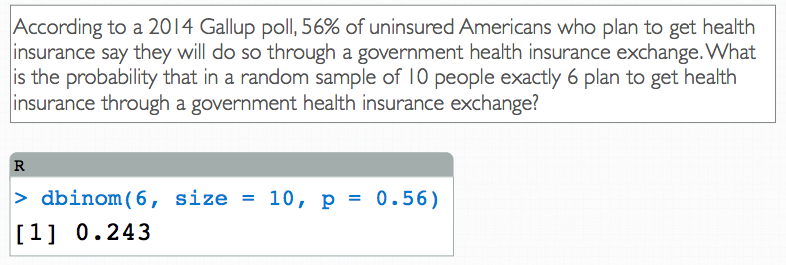 According to a 2014 Gallup poll, 56% of uninsured Americans who plan to get health
insurance say they will do so through a government health insurance exchange. What
is the probability that in a random sample of 10 people exactly 6 plan to get health
insurance through a government health insurance exchange?
R
> dbinom(6, size = 10, p = 0.56)
[1] 0.243